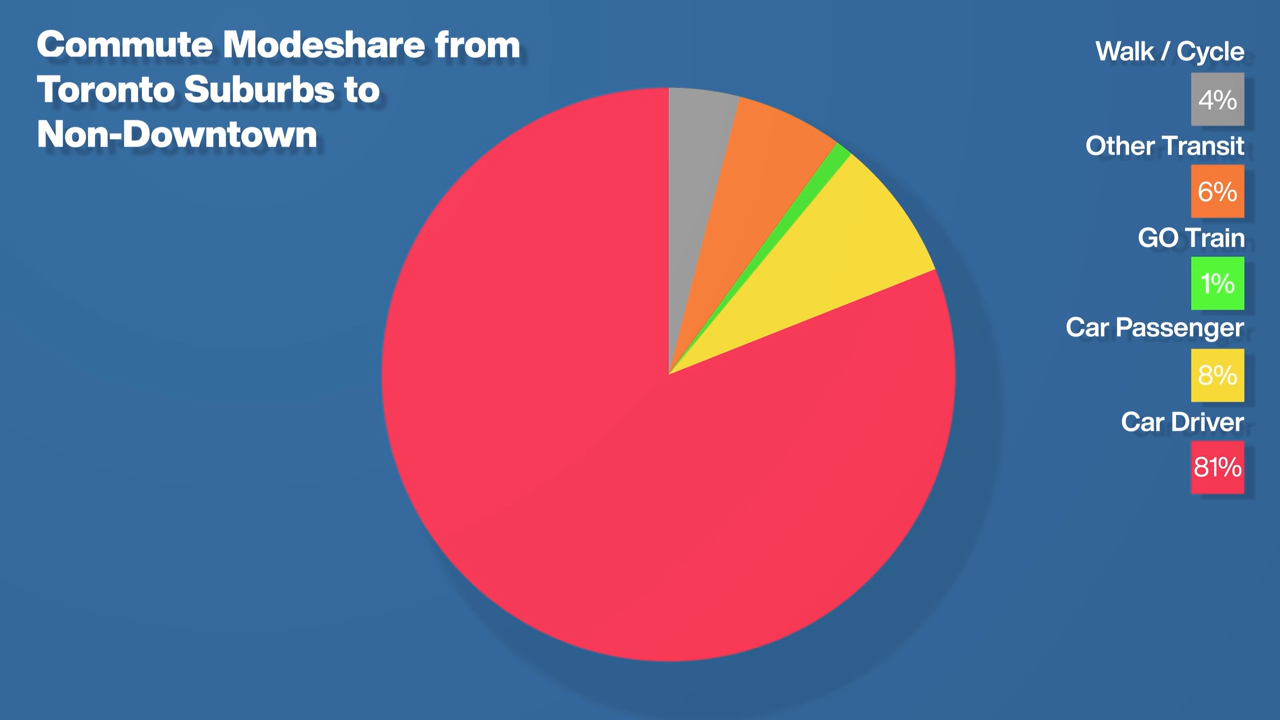 Commute Modeshare from
Toronto Suburbs to
Non-Downtown
Walk / Cycle
4%
Other Transit
6%
GO Train
1%
Car Passenger
8%
Car Driver
81%